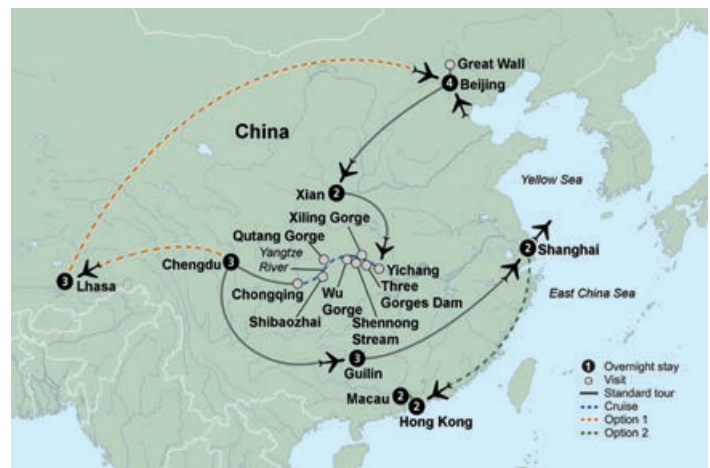 Great Wall
4
Beijing
China
Xian
2
Yellow Sea
Xiling Gorge
Qutang Gorge
Yangtze
River
2
Shanghai
Chengdu
3
Yichang
3
Lhasa
Chongqing
Three
Gorges Dam
Wu
Gorge
East China Sea
Shibaozhai
Shennong
Stream
3
Guilin
Macau
2
2
Hong Kong
1 Overnight stay
Visit
Standard tour
Cruise
Option 1
Option 2